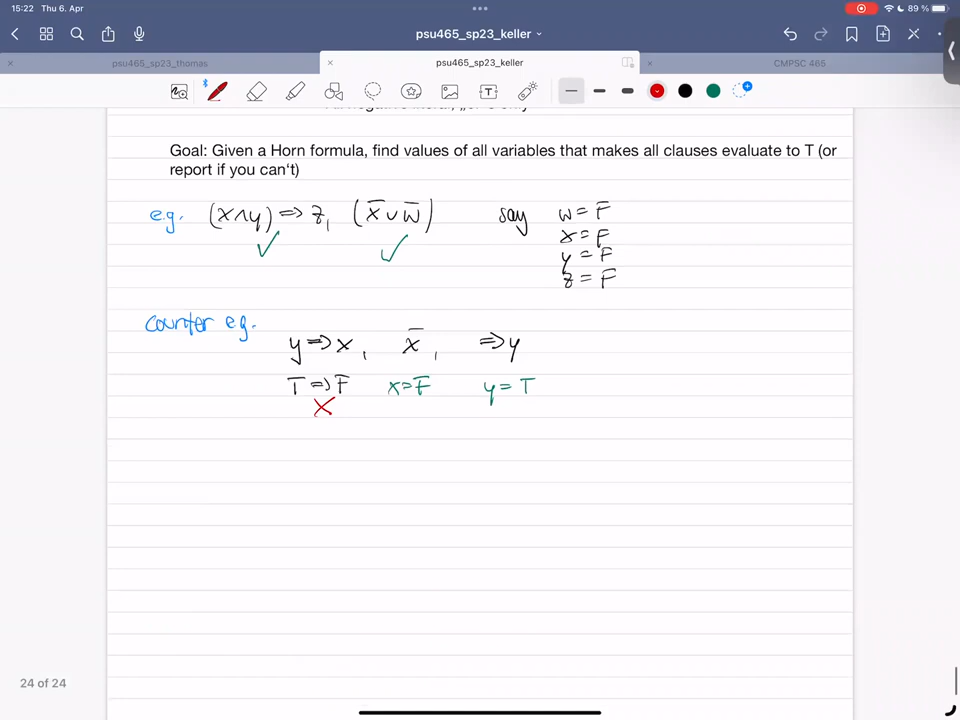 15:22 Thu 6. Apr
89 %
psu465_sp23_keller
psu465_sp23_thomas
psu465_sp23_keller
CMPSC 465
Goal: Given a Horn formula, find values of all variables that makes all clauses evaluate to T (or
report if you can‘t)
e.g. (x∧y) ⟹ z, (x̄ ∪ w̄) say w = F
x = F
y = F
z = F
counter e.g.
y ⟹ x, x̄, ⟹ y
T ⟹ F x = F y = T
24 of 24